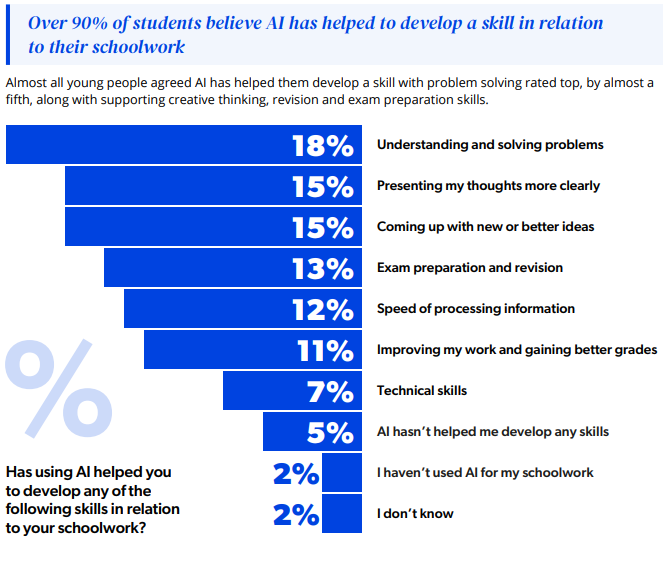 Over 90% of students believe AI has helped to develop a skill in relation
to their schoolwork
Almost all young people agreed AI has helped them develop a skill with problem solving rated top, by almost a
fifth, along with supporting creative thinking, revision and exam preparation skills.
18% Understanding and solving problems
15% Presenting my thoughts more clearly
15% Coming up with new or better ideas
13% Exam preparation and revision
12% Speed of processing information
11% Improving my work and gaining better grades
7% Technical skills
5% AI hasn't helped me develop any skills
2% I haven't used AI for my schoolwork
2% I don't know
%
Has using AI helped you
to develop any of the
following skills in relation
to your schoolwork?